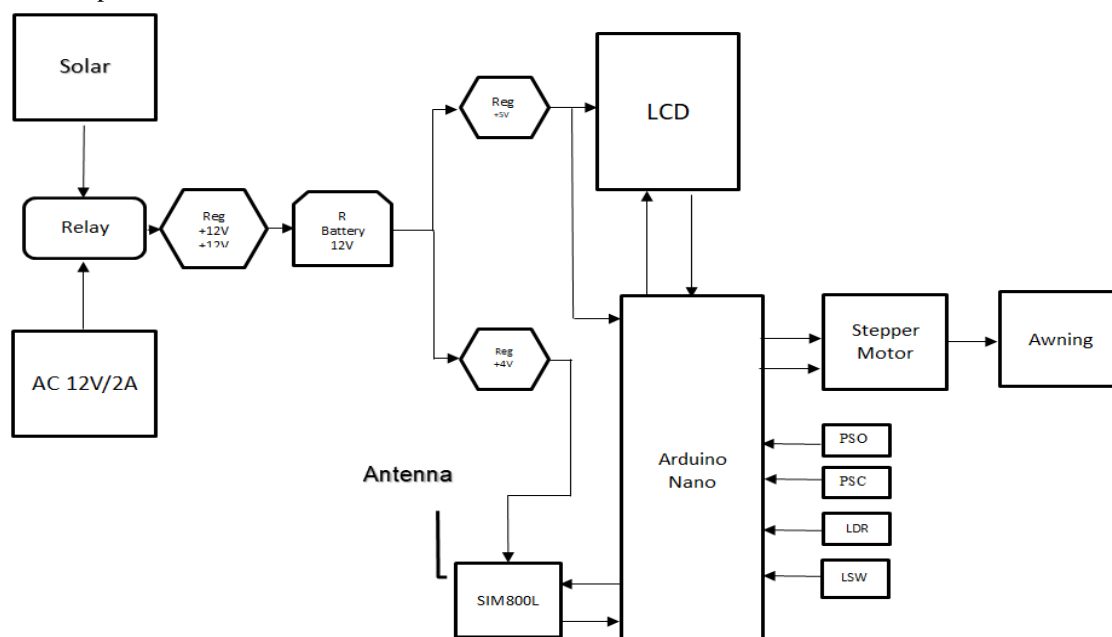 Solar
Relay
AC 12V/2A
Reg
+12V
+12V
R
Battery
12V
Reg
+5V
LCD
Reg
+4V
Antenna
SIM800L
Arduino
Nano
Stepper
Motor
Awning
PSO
PSC
LDR
LSW